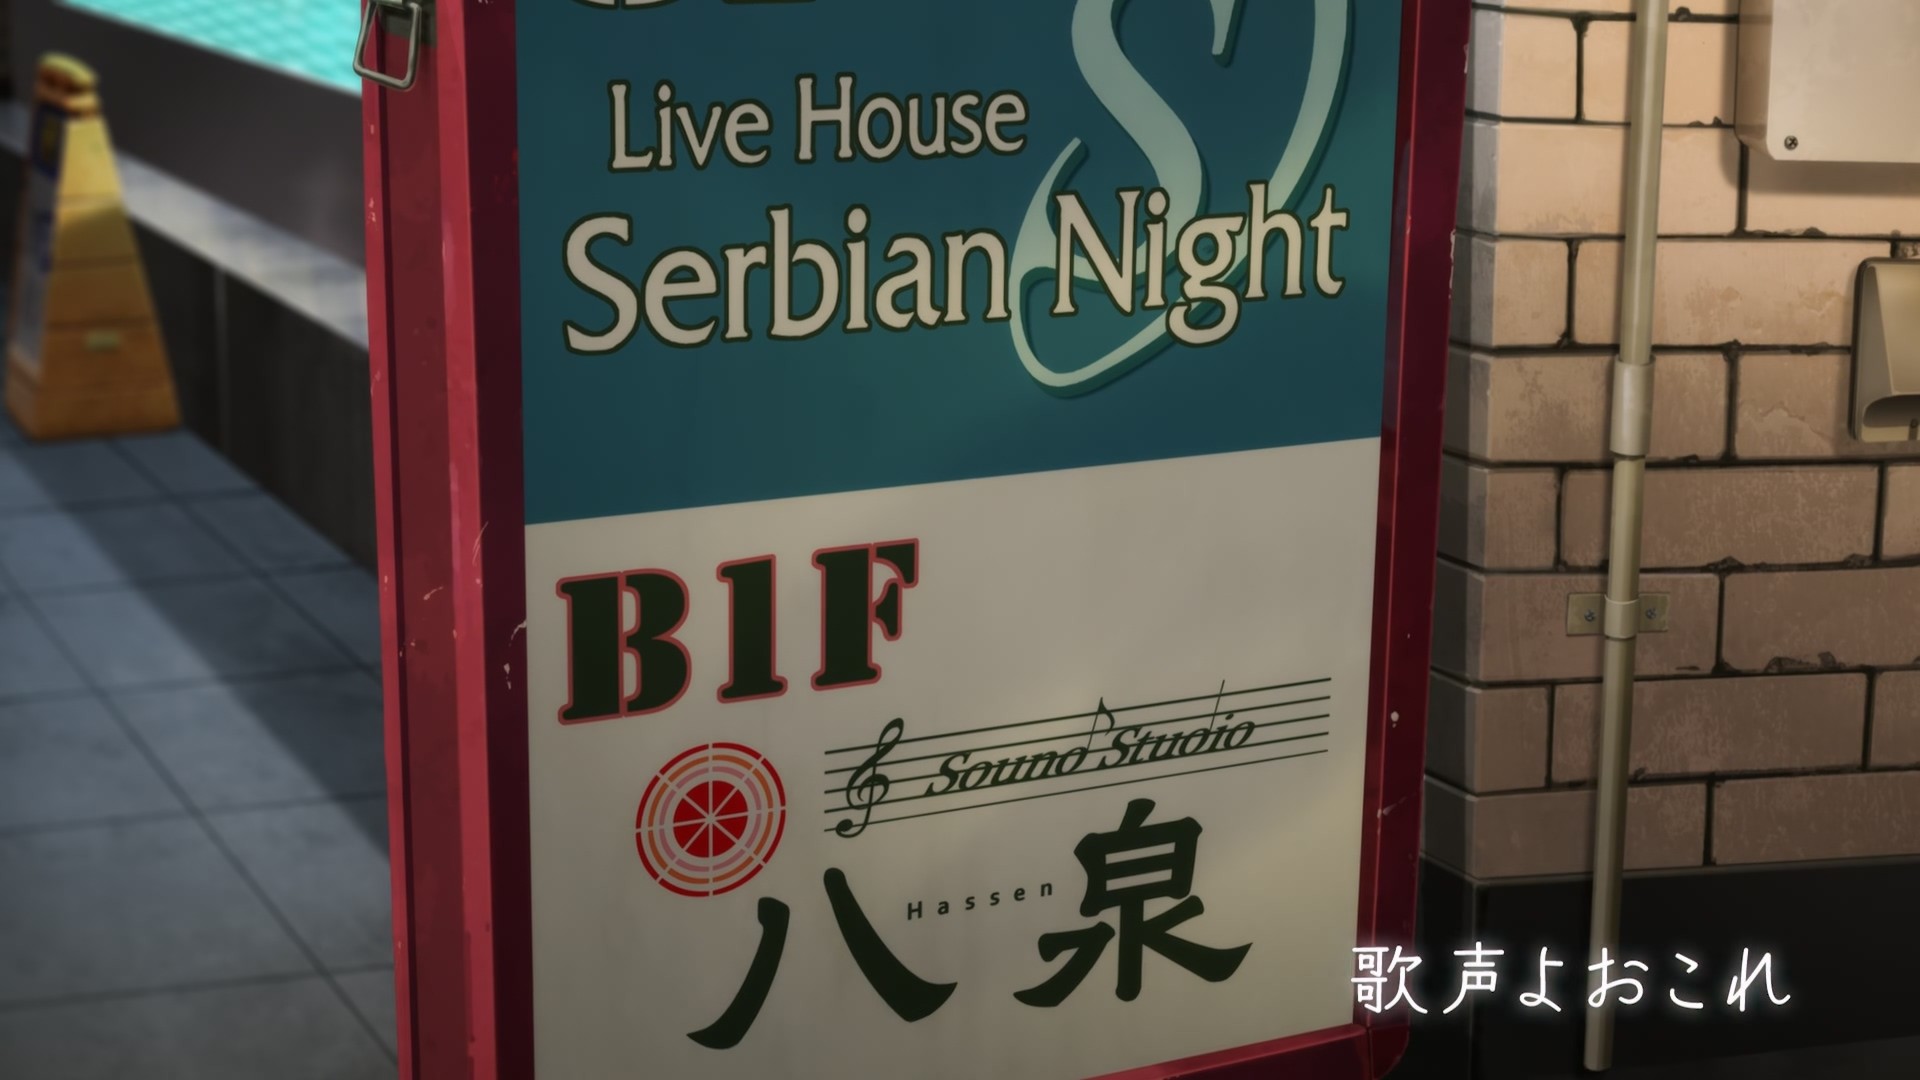 Live House
Serbian Night
B1F
Sound Studio
Hassen
八泉
歌声よおこれ